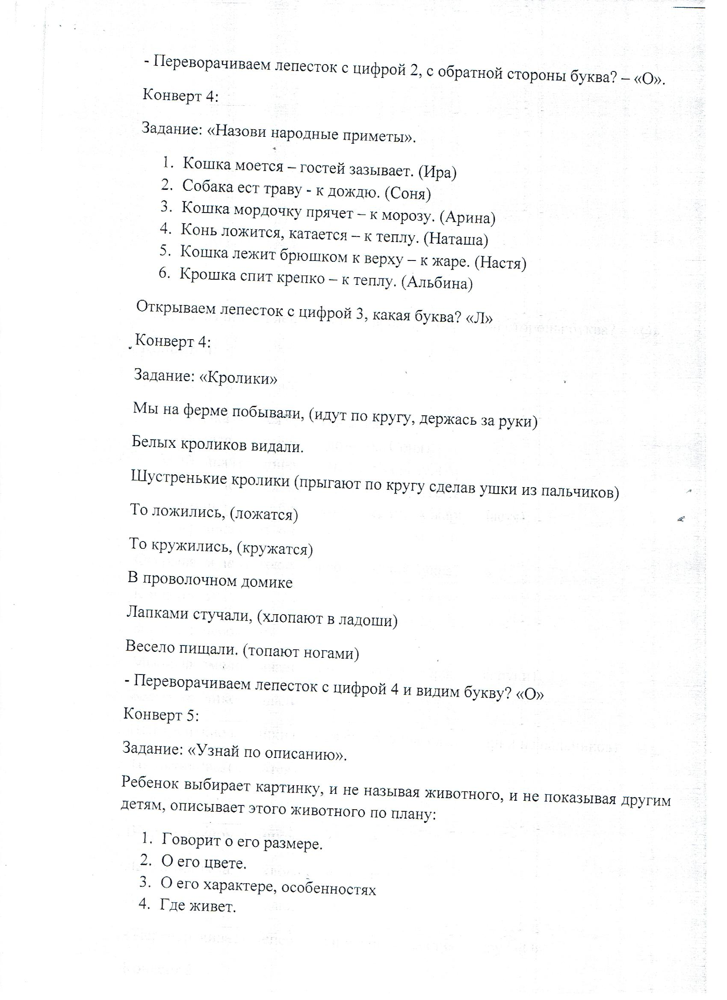 - Переворачиваем лепесток с цифрой 2, с обратной стороны буква? – «О».
Конверт 4:
Задание: «Назови народные приметы».
1. Кошка моется – гостей зазывает. (Ира)
2. Собака ест траву - к дождю. (Соня)
3. Кошка мордочку прячет – к морозу. (Арина)
4. Конь ложится, катается – к теплу. (Наташа)
5. Кошка лежит брюшком к верху – к жаре. (Настя)
6. Крошка спит крепко – к теплу. (Альбина)
Открываем лепесток с цифрой 3, какая буква? «Л»
Конверт 4:
Задание: «Кролики»
Мы на ферме побывали, (идут по кругу, держась за руки)
Белых кроликов видали.
Шустренькие кролики (прыгают по кругу сделав ушки из пальчиков)
То ложились, (ложатся)
То кружились, (кружатся)
В проволочном домике
Лапками стучали, (хлопают в ладоши)
Весело пищали. (топают ногами)
- Переворачиваем лепесток с цифрой 4 и видим букву? «О»
Конверт 5:
Задание: «Узнай по описанию».
Ребенок выбирает картинку, и не называя животного, и не показывая другим
детям, описывает этого животного по плану:
1. Говорит о его размере.
2. О его цвете.
3. О его характере, особенностях
4. Где живет.